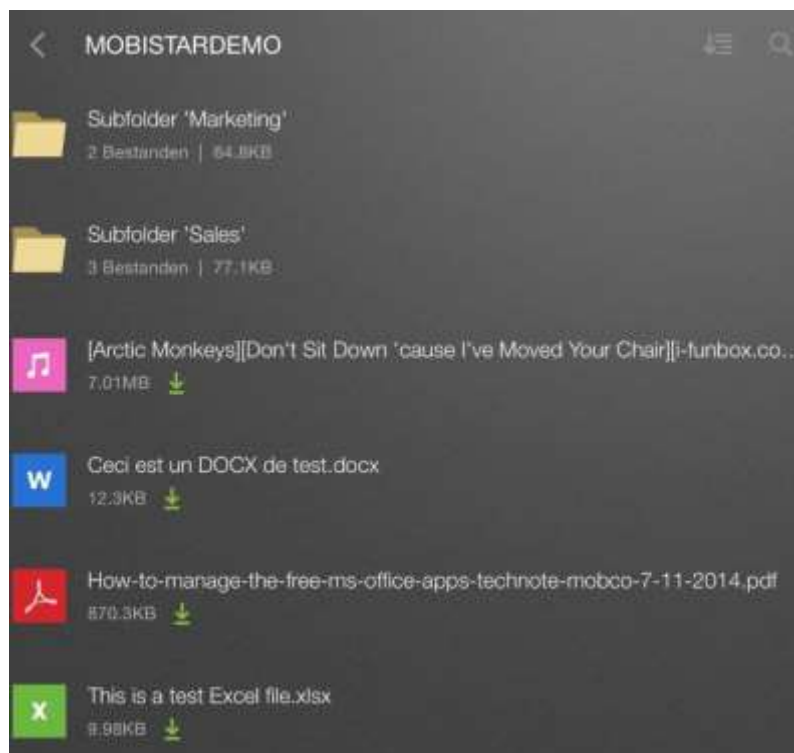 MOBISTARDEMO
Subfolder 'Marketing'
2 Bestanden | 64.8KB
Subfolder 'Sales'
3 Bestanden | 77.1KB
[Arctic Monkeys][Don't Sit Down 'cause I've Moved Your Chair][i-funbox.co...
7.01MB
W
Ceci est un DOCX de test.docx
12.3KB
How-to-manage-the-free-ms-office-apps-technote-mobco-7-11-2014.pdf
870.3KB
X
This is a test Excel file.xlsx
9.98KB